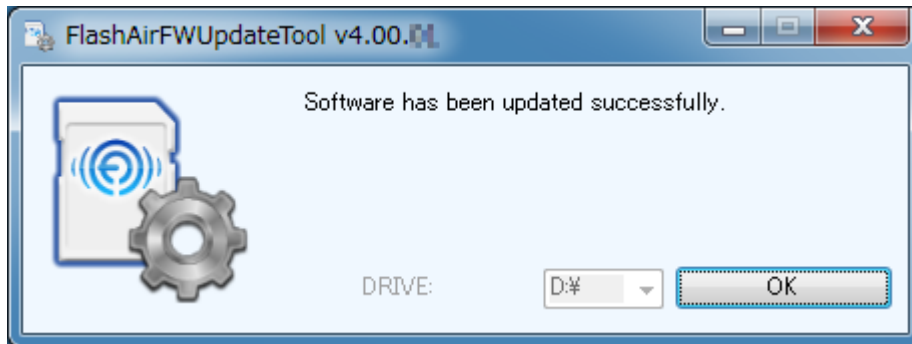 FlashAirFWUpdateTool v4.00.
Software has been updated successfully.
DRIVE:
D:¥
OK